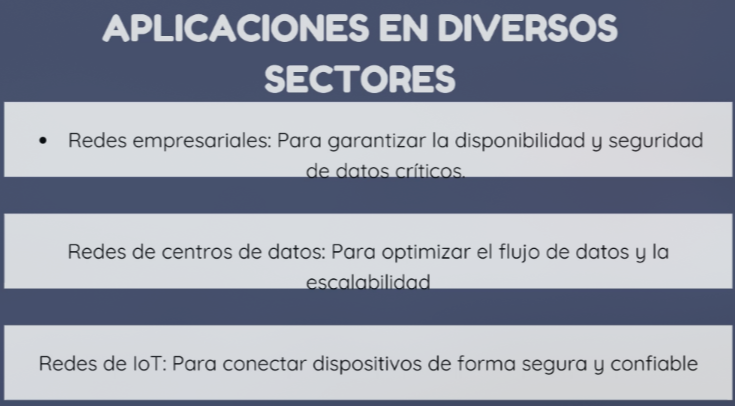 APLICACIONES EN DIVERSOS
SECTORES
• Redes empresariales: Para garantizar la disponibilidad y seguridad
de datos críticos.
Redes de centros de datos: Para optimizar el flujo de datos y la
escalabilidad
Redes de IoT: Para conectar dispositivos de forma segura y confiable